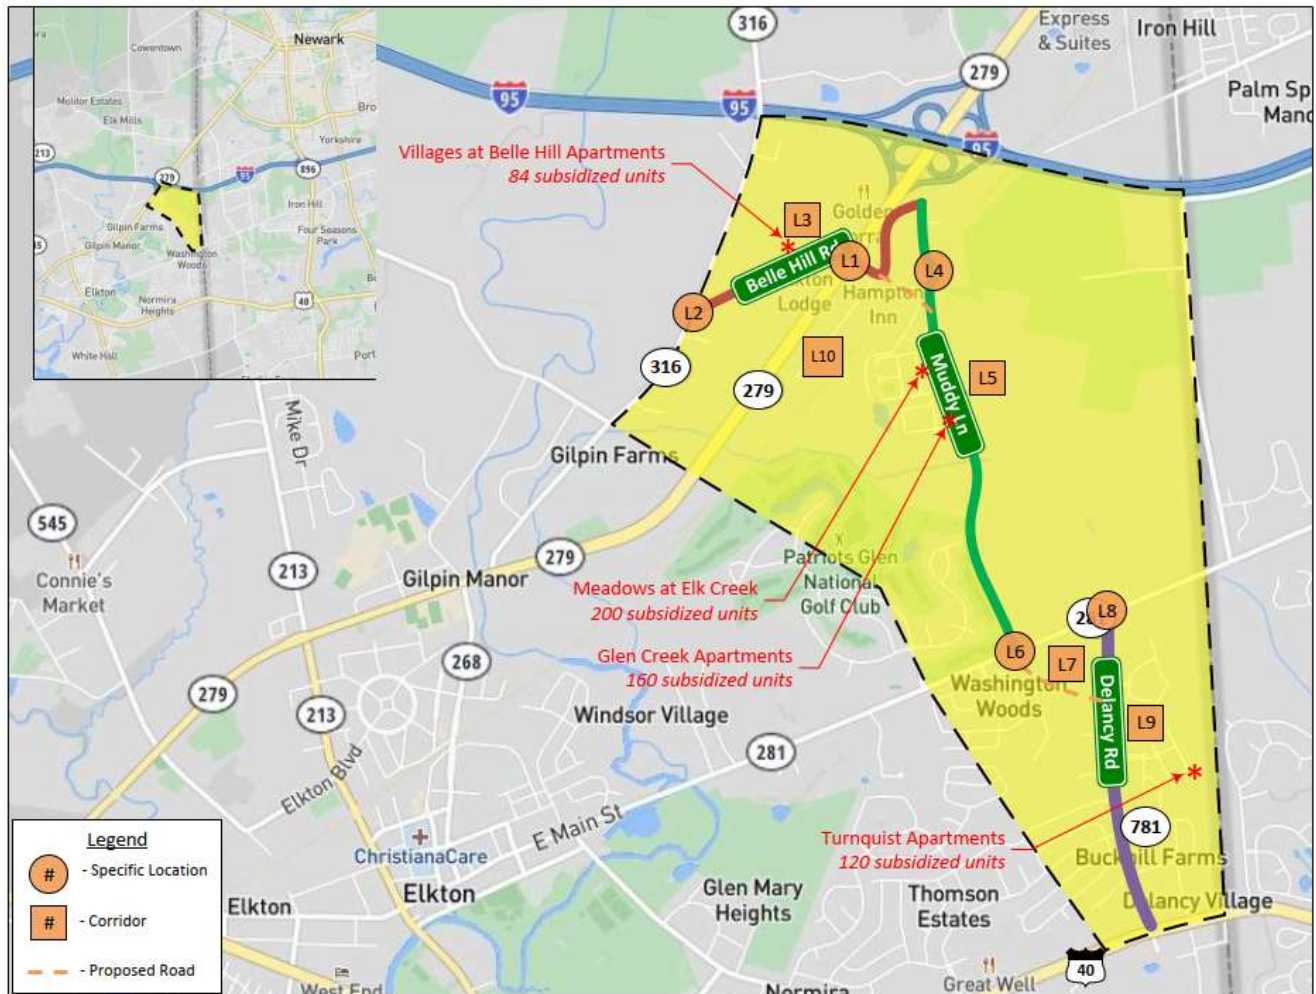 Newark
Cowentown
Molitor Estates
Elk Mills
213
279
95
896
Yorkshire
Iron Hill
Gilpin Farms
Four Seasons
Park
Gilpin Manor
Washington
Woods
Elkton
Normira
Heights
40
White Hall
316
Express
& Suites
Iron Hill
279
95
95
95
Palm Sp
Mano
Villages at Belle Hill Apartments
84 subsidized units
L3
Golden
Belle Hill Rd
L1
L4
Lodge
Hampton
Inn
L2
L10
316
279
Muddy Ln
L5
Mike Dr
Gilpin Farms
545
Connie's
Market
213
279
Gilpin Manor
Patriots Glen
National
Golf Club
Meadows at Elk Creek
200 subsidized units
Glen Creek Apartments
160 subsidized units
L8
L6
L7
Washington
Woods
Delancy Rd
L9
268
279
213
Windsor Village
281
Elkton Blvd
E Main St
ChristianaCare
Elkton
Elkton
Turnquist Apartments
120 subsidized units
781
Buckhill Farms
Delancy Village
Glen Mary
Heights
Thomson
Estates
40
Great Well
West End
Normira
Legend
# - Specific Location
# - Corridor
- Proposed Road